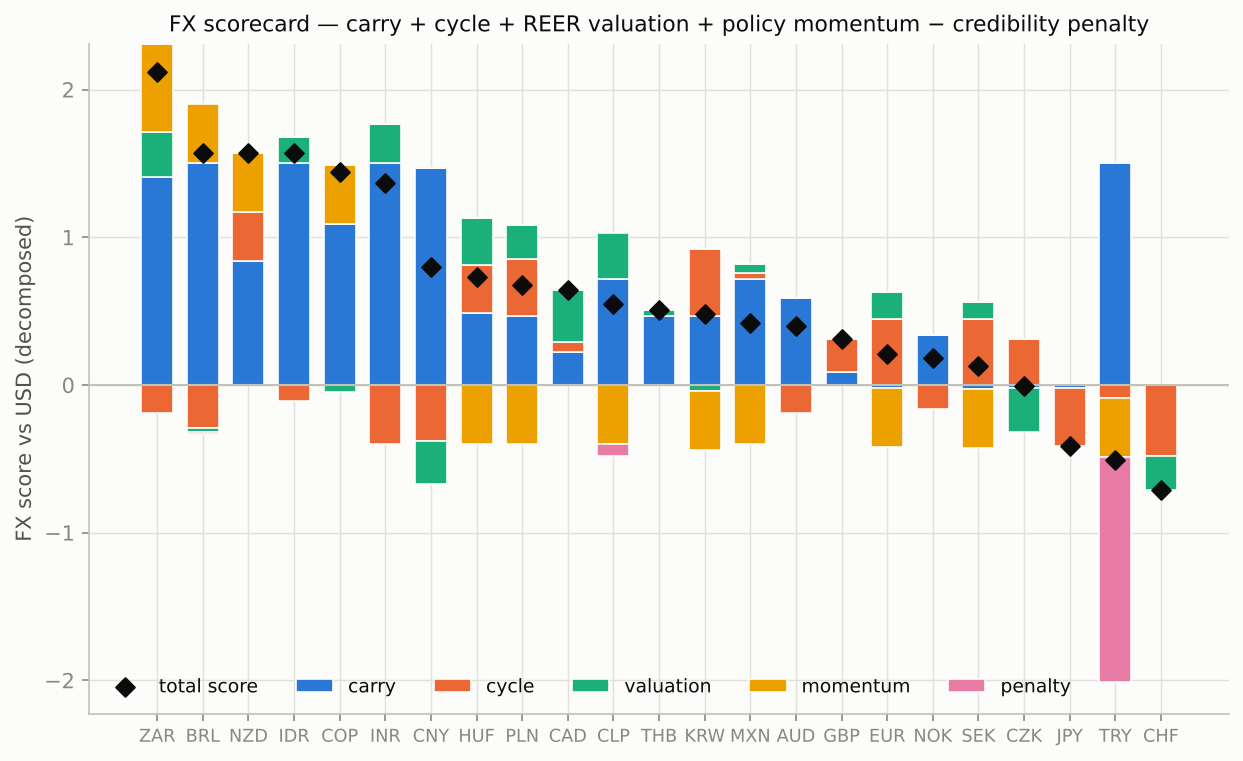 FX scorecard — carry + cycle + REER valuation + policy momentum − credibility penalty
FX score vs USD (decomposed)
2
1
0
−1
−2
total score carry cycle valuation momentum penalty
ZAR BRL NZD IDR COP INR CNY HUF PLN CAD CLP THB KRW MXN AUD GBP EUR NOK SEK CZK JPY TRY CHF